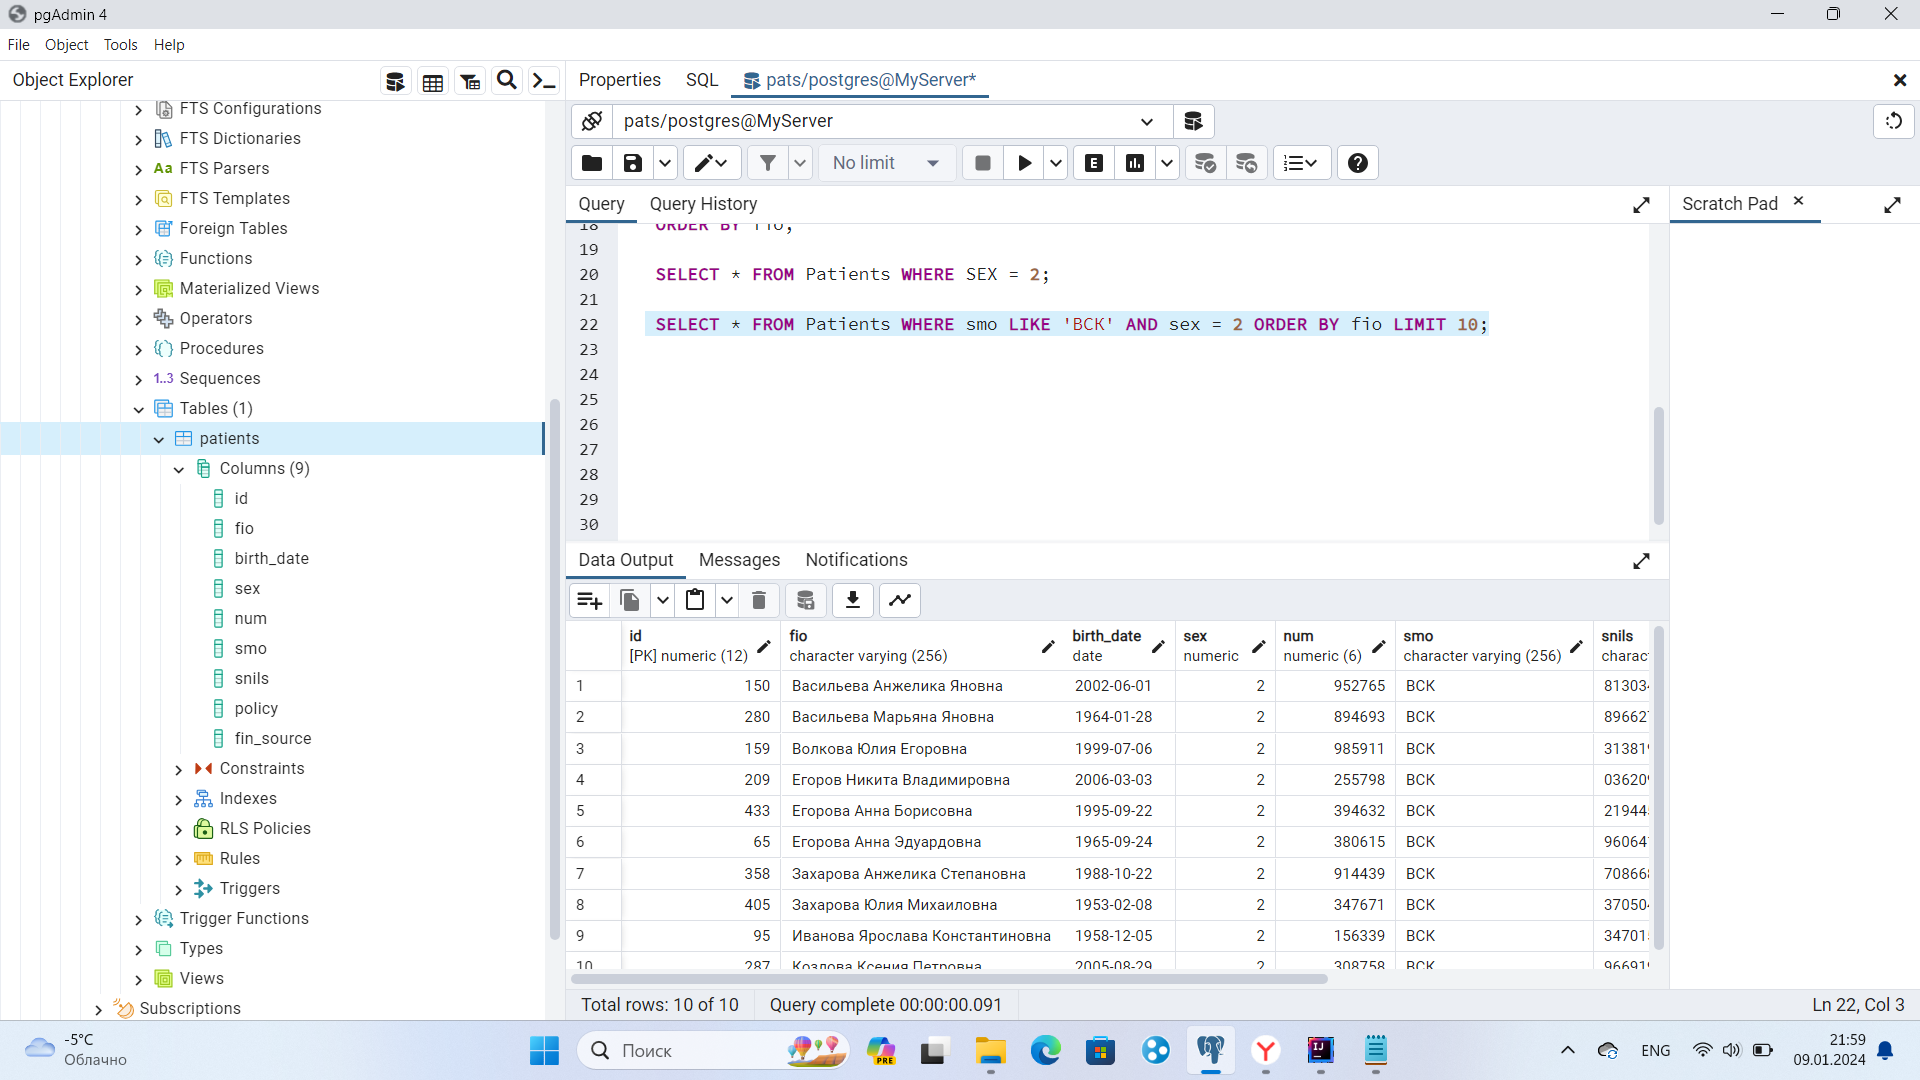 pgAdmin 4
File Object Tools Help
Object Explorer
Properties SQL pats/postgres@MyServer*
FTS Configurations
FTS Dictionaries
Aa FTS Parsers
FTS Templates
Foreign Tables
Functions
Materialized Views
Operators
Procedures
1..3 Sequences
Tables (1)
patients
Columns (9)
id
fio
birth_date
sex
num
smo
snils
policy
fin_source
Constraints
Indexes
RLS Policies
Rules
Triggers
Trigger Functions
Types
Views
Subscriptions
pats/postgres@MyServer
No limit
E
Query Query History
Scratch Pad
18 ORDER BY fio;
19
20 SELECT * FROM Patients WHERE SEX = 2;
21
22 SELECT * FROM Patients WHERE smo LIKE 'ВСК' AND sex = 2 ORDER BY fio LIMIT 10;
23
24
25
26
27
28
29
30
Data Output Messages Notifications
id fio birth_date sex num smo snils
[PK] numeric (12) character varying (256) date numeric numeric (6) character varying (256) charac
1 150 Васильева Анжелика Яновна 2002-06-01 2 952765 ВСК 81303
2 280 Васильева Марьяна Яновна 1964-01-28 2 894693 ВСК 89662
3 159 Волкова Юлия Егоровна 1999-07-06 2 985911 ВСК 31381
4 209 Егоров Никита Владимировна 2006-03-03 2 255798 ВСК 03620
5 433 Егорова Анна Борисовна 1995-09-22 2 394632 ВСК 21944
6 65 Егорова Анна Эдуардовна 1965-09-24 2 380615 ВСК 96064
7 358 Захарова Анжелика Степановна 1988-10-22 2 914439 ВСК 70866
8 405 Захарова Юлия Михаиловна 1953-02-08 2 347671 ВСК 37050
9 95 Иванова Ярослава Константиновна 1958-12-05 2 156339 ВСК 34701
10 287 Козлова Ксения Петровна 2005-08-29 2 308758 ВСК 96691
Total rows: 10 of 10 Query complete 00:00:00.091
Ln 22, Col 3
-5°C
Облачно
Поиск
PRE
IJ
ENG
21:59
09.01.2024